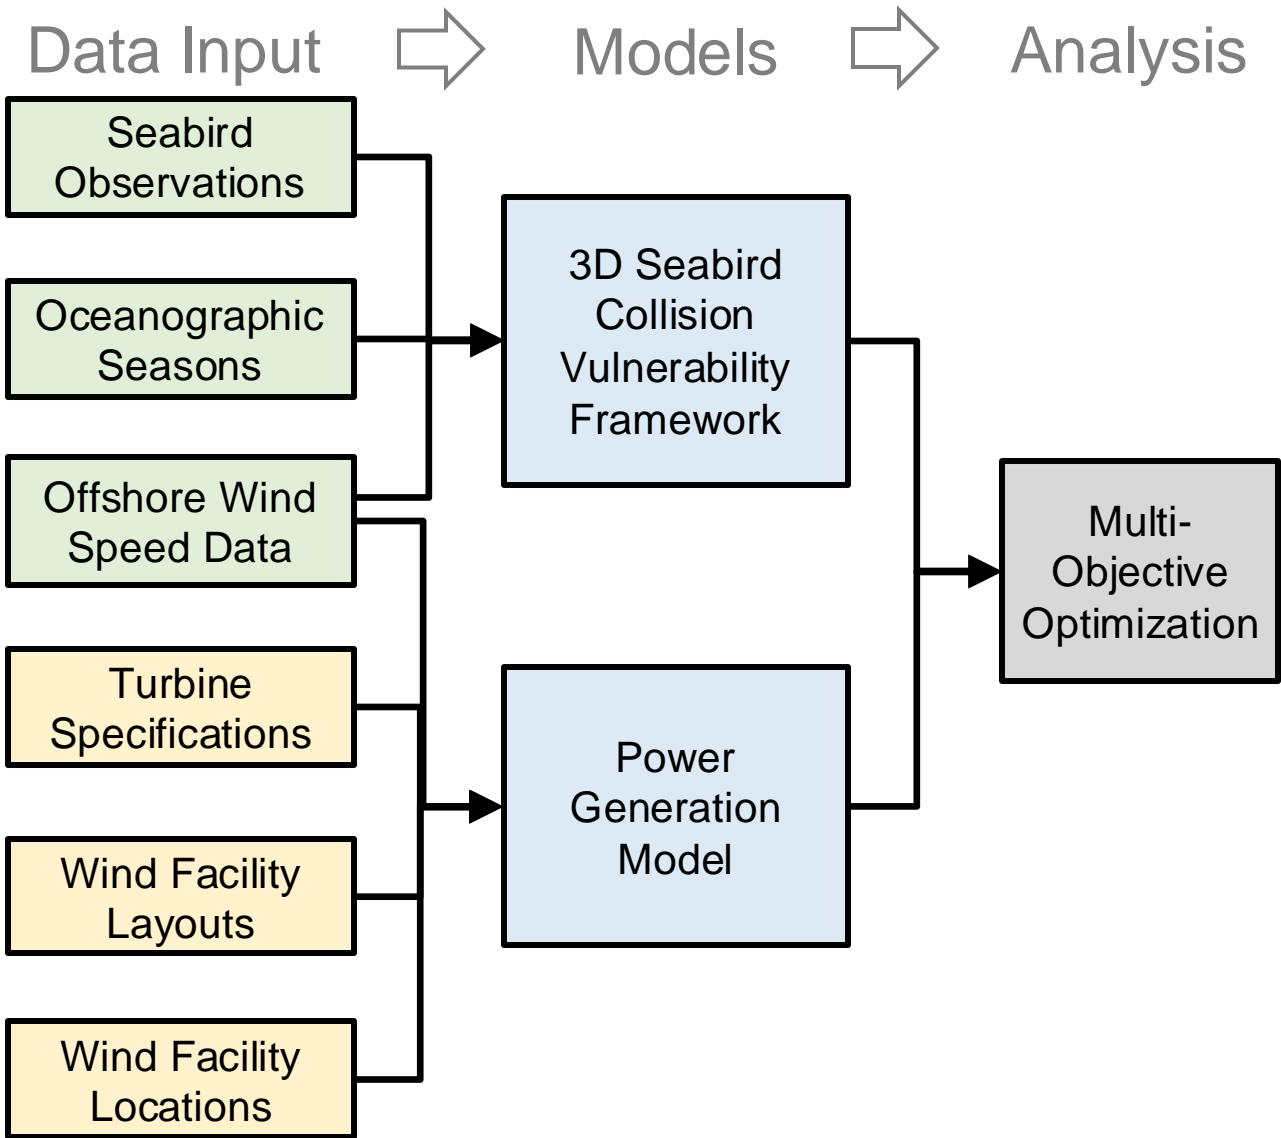 Data Input
Models
Analysis
Seabird
Observations
Oceanographic
Seasons
Offshore Wind
Speed Data
Turbine
Specifications
Wind Facility
Layouts
Wind Facility
Locations
3D Seabird
Collision
Vulnerability
Framework
Power
Generation
Model
Multi-
Objective
Optimization